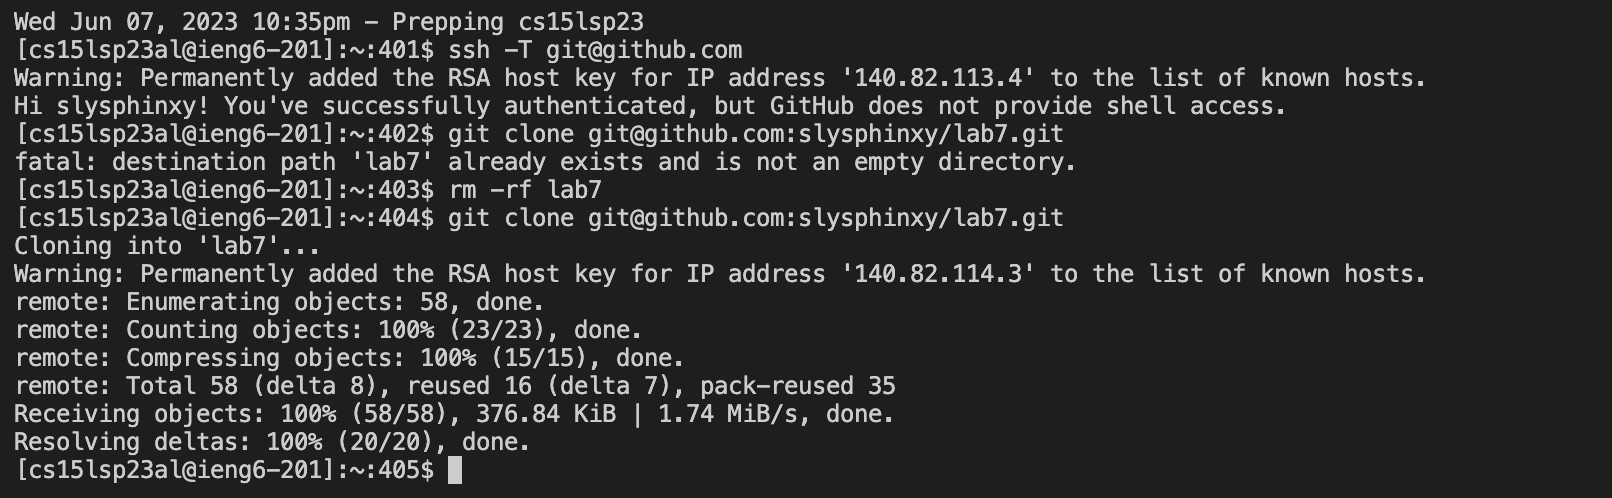 Wed Jun 07, 2023 10:35pm - Prepping cs15lsp23
[cs15lsp23al@ieng6-201]:~:401$ ssh -T git@github.com
Warning: Permanently added the RSA host key for IP address '140.82.113.4' to the list of known hosts.
Hi slysphinxy! You've successfully authenticated, but GitHub does not provide shell access.
[cs15lsp23al@ieng6-201]:~:402$ git clone git@github.com:slysphinxy/lab7.git
fatal: destination path 'lab7' already exists and is not an empty directory.
[cs15lsp23al@ieng6-201]:~:403$ rm -rf lab7
[cs15lsp23al@ieng6-201]:~:404$ git clone git@github.com:slysphinxy/lab7.git
Cloning into 'lab7'...
Warning: Permanently added the RSA host key for IP address '140.82.114.3' to the list of known hosts.
remote: Enumerating objects: 58, done.
remote: Counting objects: 100% (23/23), done.
remote: Compressing objects: 100% (15/15), done.
remote: Total 58 (delta 8), reused 16 (delta 7), pack-reused 35
Receiving objects: 100% (58/58), 376.84 KiB | 1.74 MiB/s, done.
Resolving deltas: 100% (20/20), done.
[cs15lsp23al@ieng6-201]:~:405$